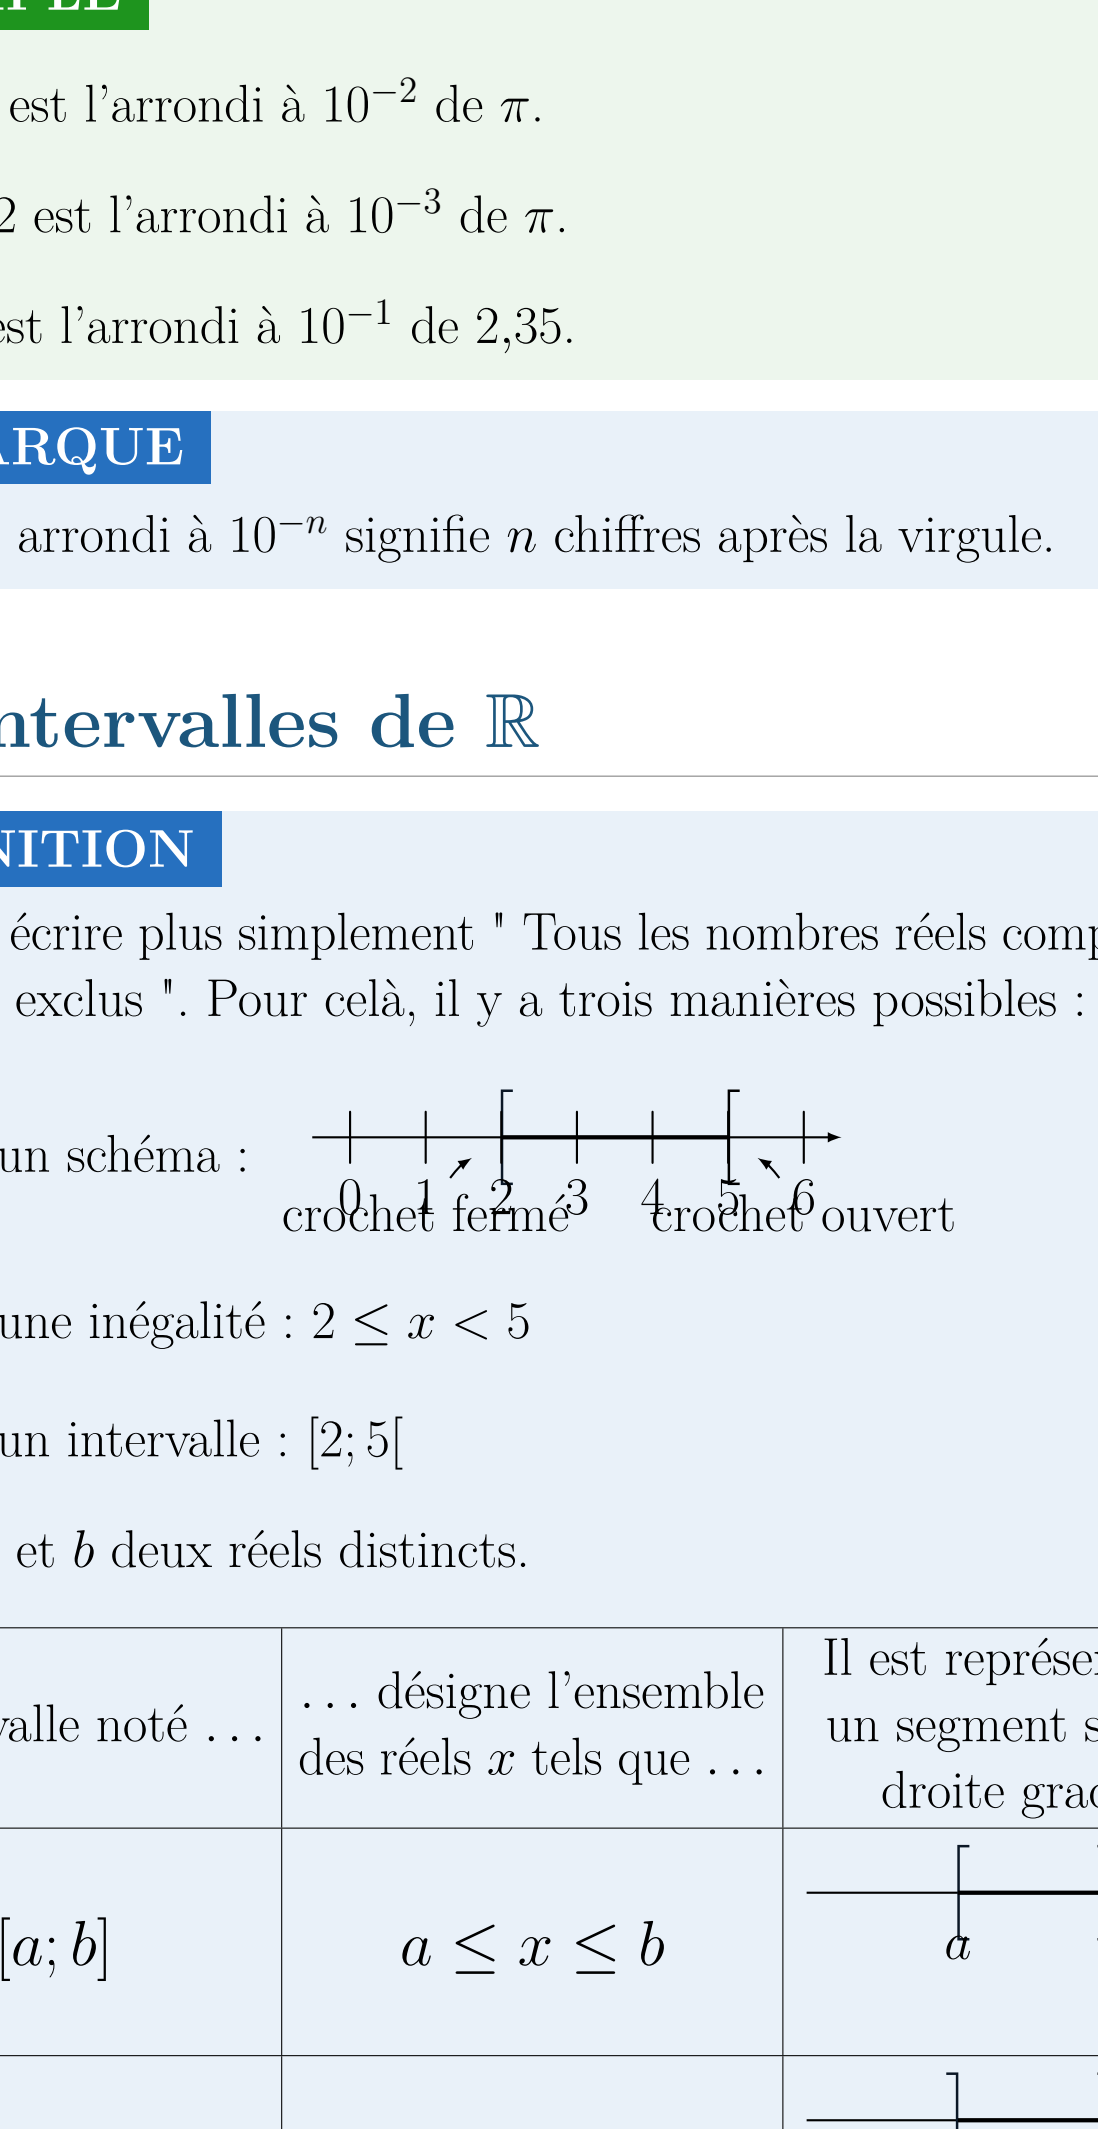 est l'arrondi à 10⁻² de π.
2 est l'arrondi à 10⁻³ de π.
est l'arrondi à 10⁻¹ de 2,35.
ARQUE
arrondi à 10⁻ⁿ signifie n chiffres après la virgule.
ntervalles de ℝ
NITION
écrire plus simplement " Tous les nombres réels comp
exclus ". Pour celà, il y a trois manières possibles :
un schéma :
0 1 2 3 4 5 6
crochet fermé crochet ouvert
une inégalité : 2 ≤ x < 5
un intervalle : [2; 5[
et b deux réels distincts.
valle noté ...
... désigne l'ensemble
des réels x tels que ...
Il est représen
un segment s
droite grad
[a; b]
a ≤ x ≤ b
a